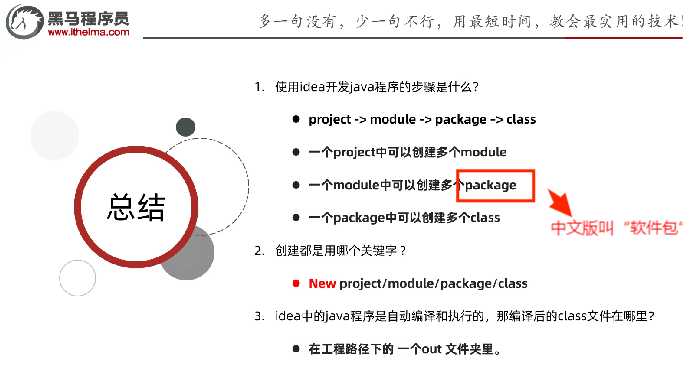 黑马程序员
www.itheima.com
多一句没有，少一句不行，用最短时间，教会最实用的技术！
1. 使用idea开发java程序的步骤是什么？
● project -> module -> package -> class
● 一个project中可以创建多个module
● 一个module中可以创建多个package
● 一个package中可以创建多个class
中文版叫“软件包”
总结
2. 创建都是用哪个关键字？
● New project/module/package/class
3. idea中的java程序是自动编译和执行的，那编译后的class文件在哪里？
● 在工程路径下的 一个out 文件夹里。